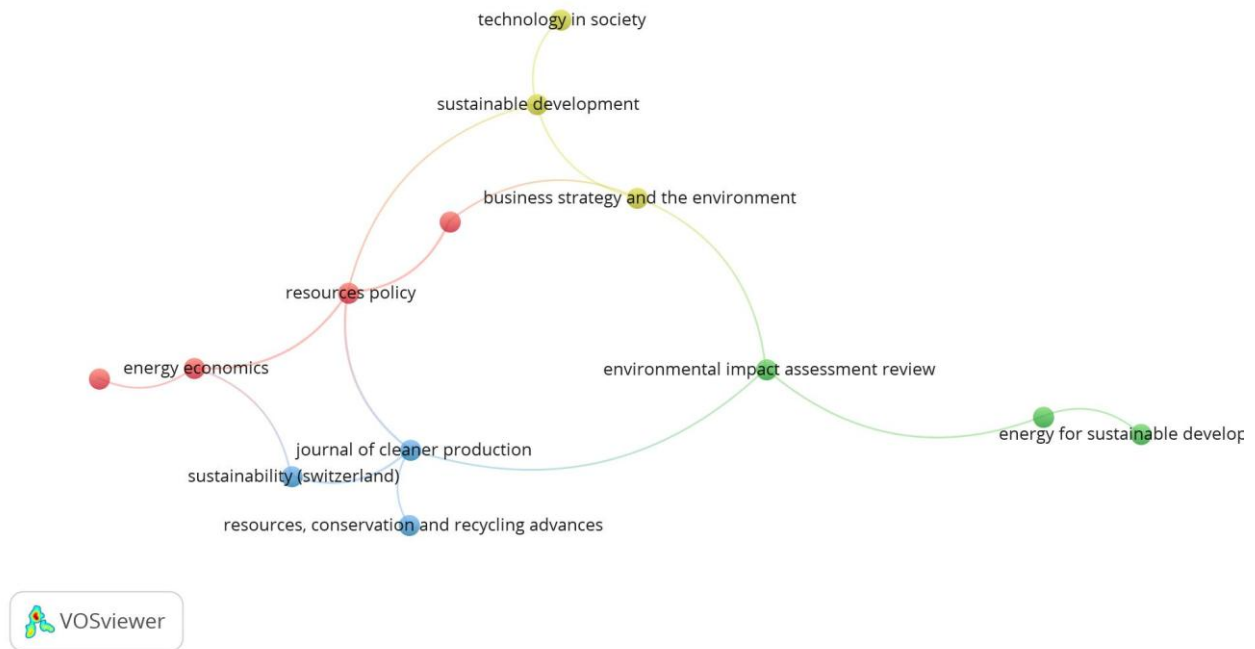 technology in society
sustainable development
business strategy and the environment
resources policy
energy economics
environmental impact assessment review
energy for sustainable develop
journal of cleaner production
sustainability (switzerland)
resources, conservation and recycling advances
VOSviewer